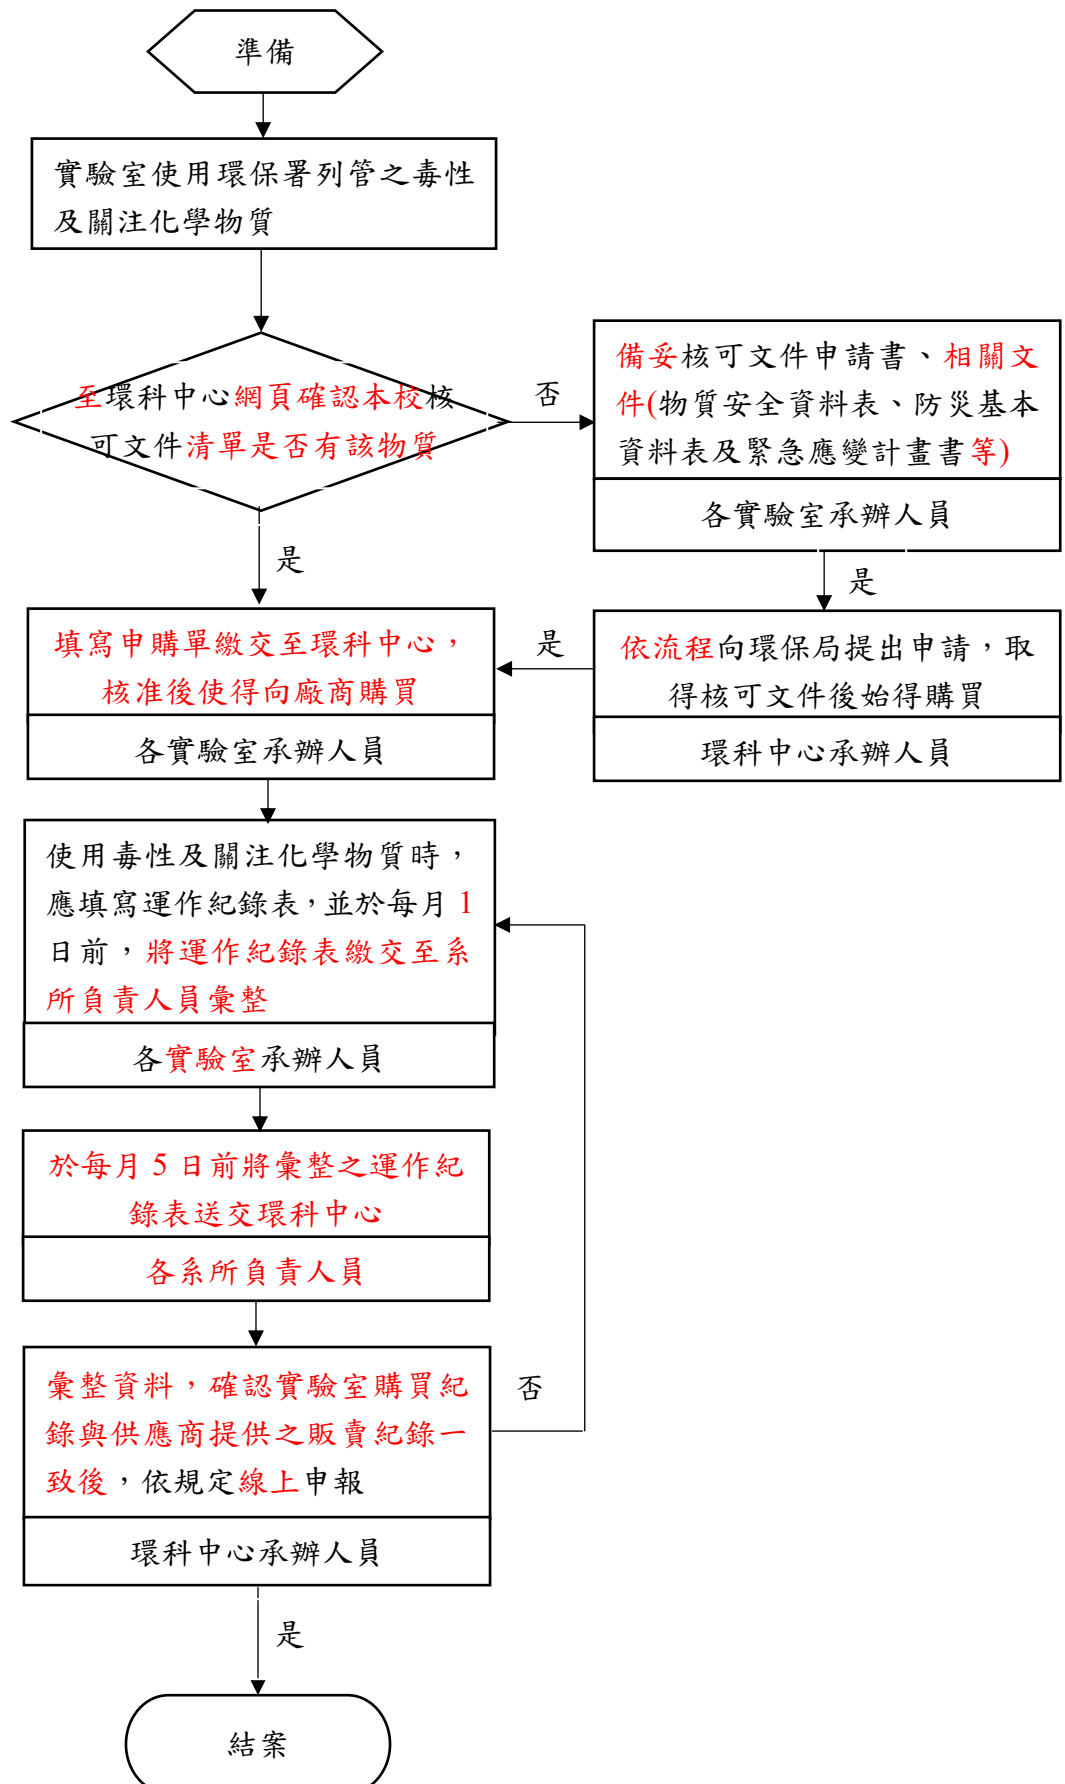 準備
實驗室使用環保署列管之毒性
及關注化學物質
至環科中心網頁確認本校核
可文件清單是否有該物質
否
備妥核可文件申請書、相關文
件(物質安全資料表、防災基本
資料表及緊急應變計畫書等)
各實驗室承辦人員
是
是
依流程向環保局提出申請，取
得核可文件後始得購買
環科中心承辦人員
是
填寫申購單繳交至環科中心，
核准後使得向廠商購買
各實驗室承辦人員
使用毒性及關注化學物質時，
應填寫運作紀錄表，並於每月 1
日前，將運作紀錄表繳交至系
所負責人員彙整
各實驗室承辦人員
於每月 5 日前將彙整之運作紀
錄表送交環科中心
各系所負責人員
彙整資料，確認實驗室購買紀
錄與供應商提供之販賣紀錄一
致後，依規定線上申報
環科中心承辦人員
否
是
結案